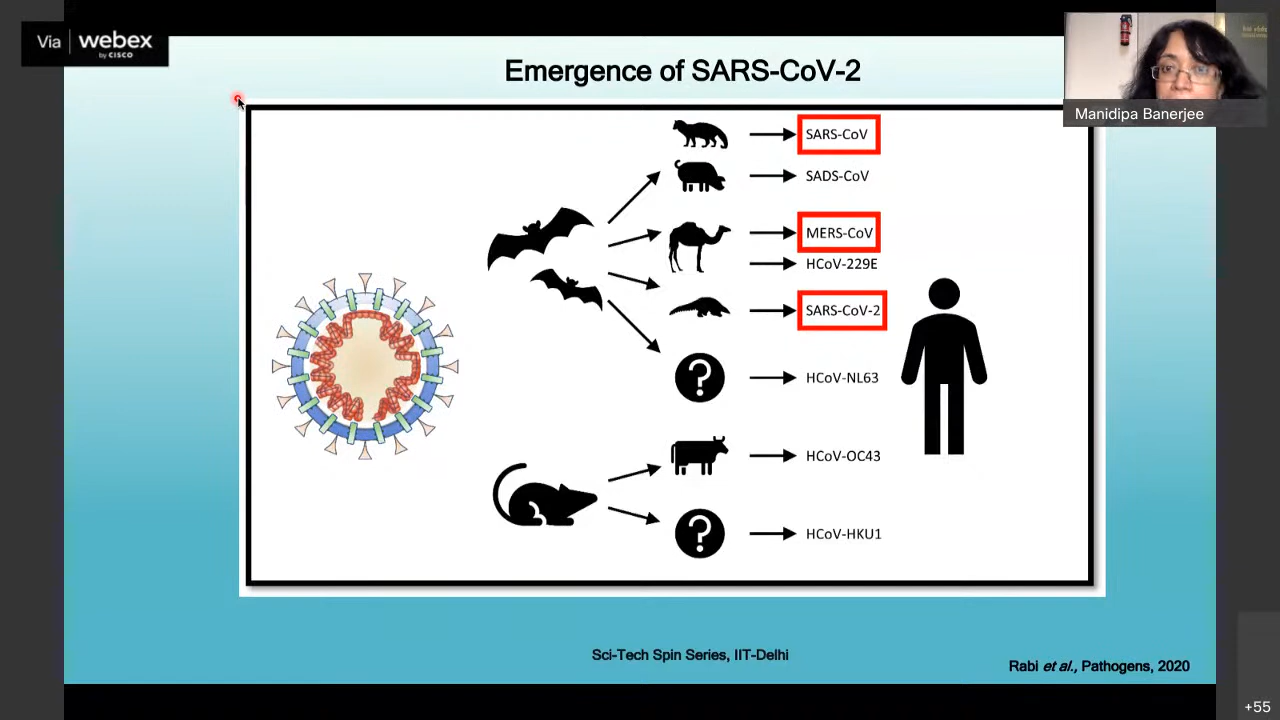 Via webex
by CISCO
Emergence of SARS-CoV-2
Manidipa Banerjee
SARS-CoV
SADS-CoV
MERS-CoV
HCoV-229E
SARS-CoV-2
?
HCoV-NL63
HCoV-OC43
?
HCoV-HKU1
Sci-Tech Spin Series, IIT-Delhi
Rabi et al., Pathogens, 2020
+55